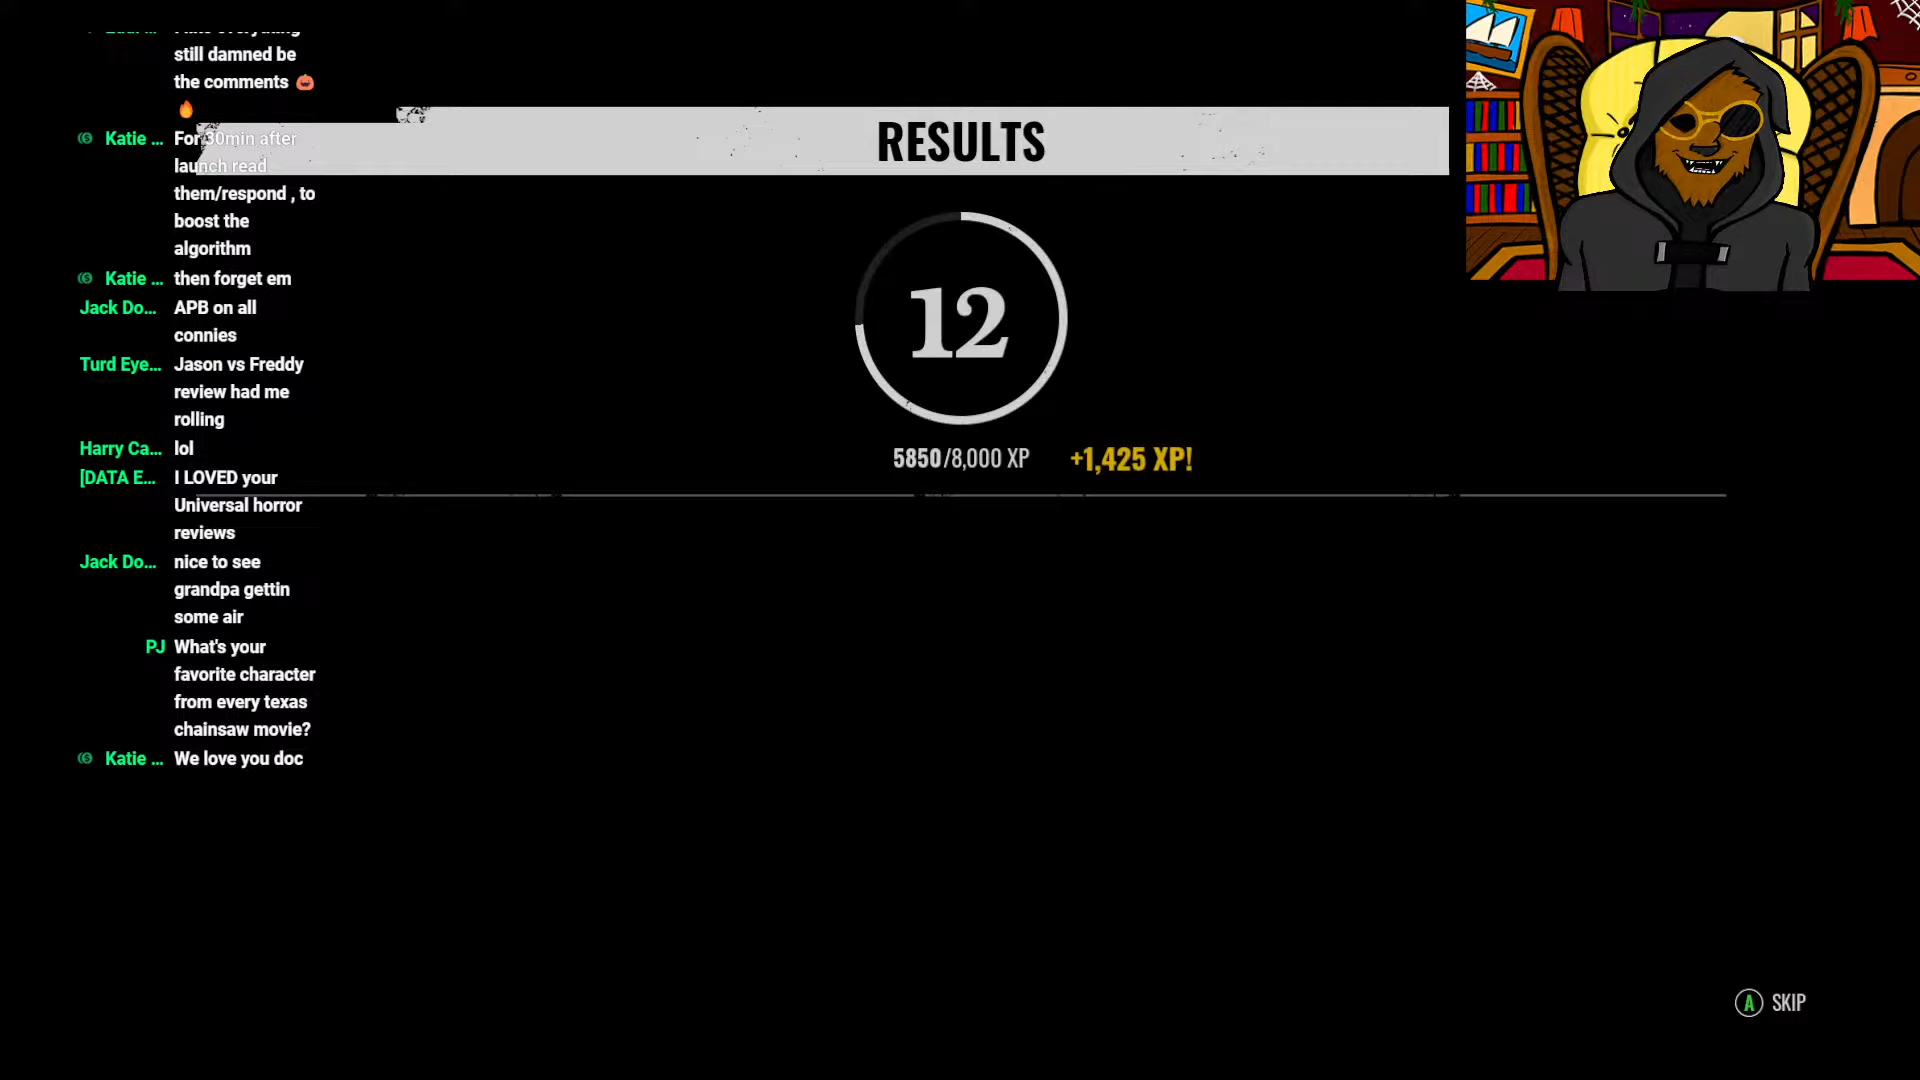 still damned be
the comments 🎃
🔥
Katie ... For 30min after
launch read
them/respond , to
boost the
algorithm
Katie ... then forget em
Jack Do... APB on all
connies
Turd Eye... Jason vs Freddy
review had me
rolling
Harry Ca... lol
[DATA E... I LOVED your
Universal horror
reviews
Jack Do... nice to see
grandpa gettin
some air
PJ What's your
favorite character
from every texas
chainsaw movie?
Katie ... We love you doc
RESULTS
12
5850/8,000 XP +1,425 XP!
A SKIP